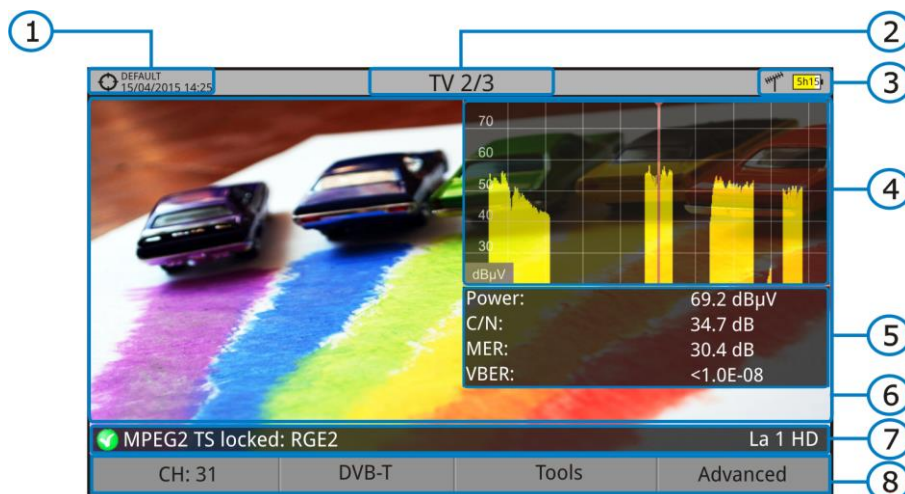 1
2
DEFAULT
15/04/2015 14:25
TV 2/3
5h15
3
70
60
50
40
30
dBµV
4
Power: 69.2 dBµV
C/N: 34.7 dB
MER: 30.4 dB
VBER: <1.0E-08
5
6
MPEG2 TS locked: RGE2 La 1 HD
7
CH: 31 DVB-T Tools Advanced
8